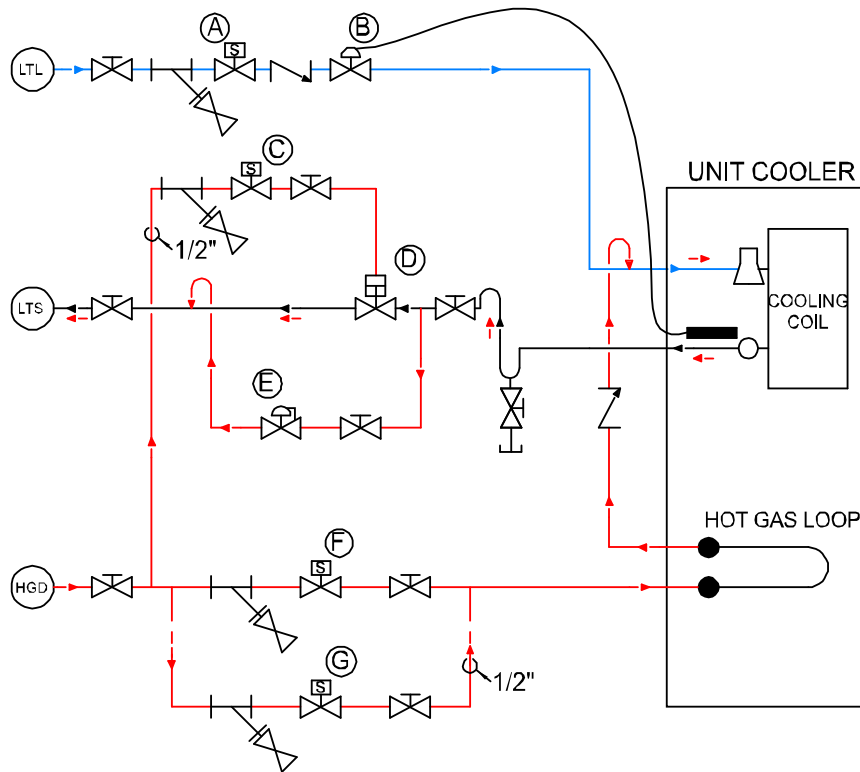 A
B
S
LTL
C
S
UNIT COOLER
1/2"
D
LTS
COOLING
COIL
E
HOT GAS LOOP
F
S
HGD
G
S
1/2"